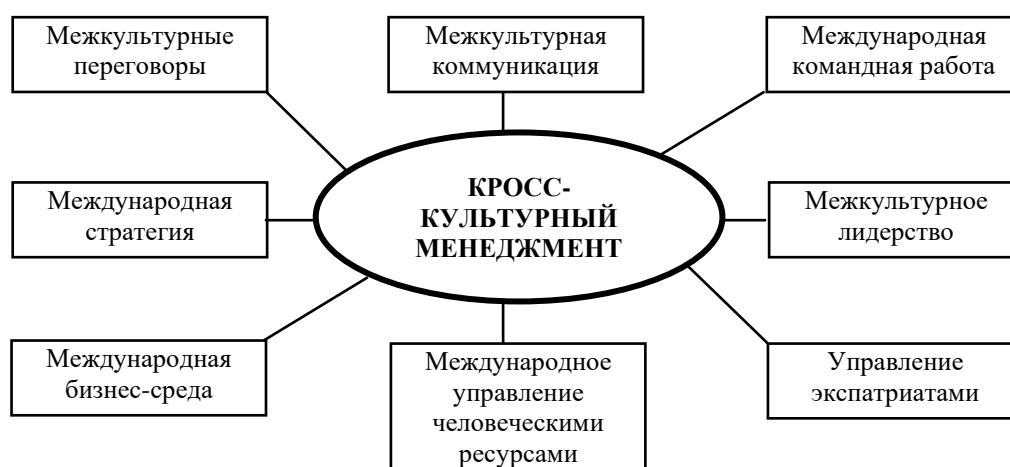 Межкультурные
переговоры
Межкультурная
коммуникация
Международная
командная работа
Международная
стратегия
КРОСС-
КУЛЬТУРНЫЙ
МЕНЕДЖМЕНТ
Межкультурное
лидерство
Международная
бизнес-среда
Международное
управление
человеческими
ресурсами
Управление
экспатриатами